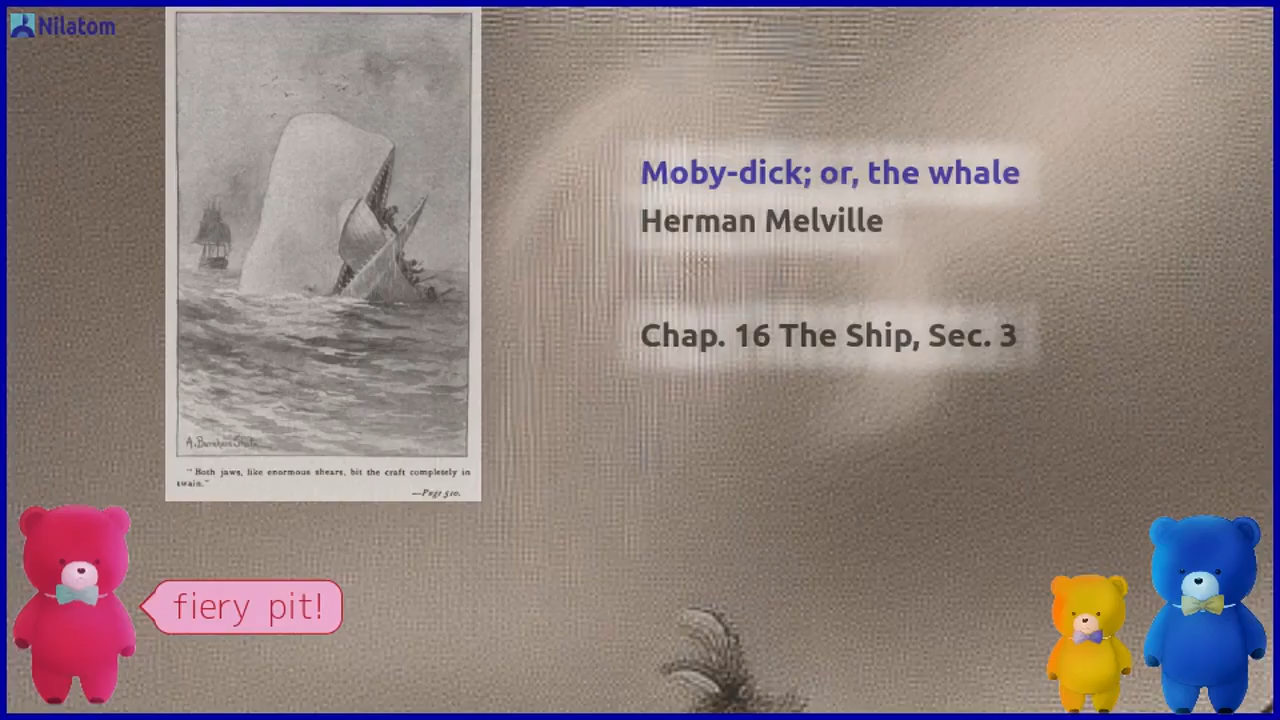 Nilatom
Moby-dick; or, the whale
Herman Melville
Chap. 16 The Ship, Sec. 3
"Both jaws, like enormous shears, bit the craft completely in
twain."
—Page 510.
fiery pit!